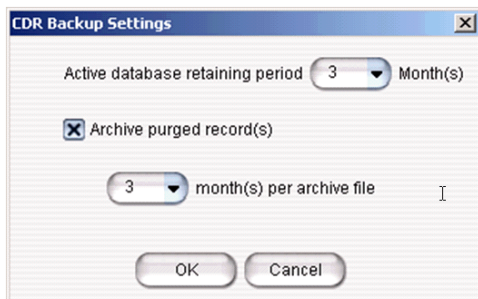 CDR Backup Settings
Active database retaining period 3 Month(s)
Archive purged record(s)
3 month(s) per archive file
OK Cancel